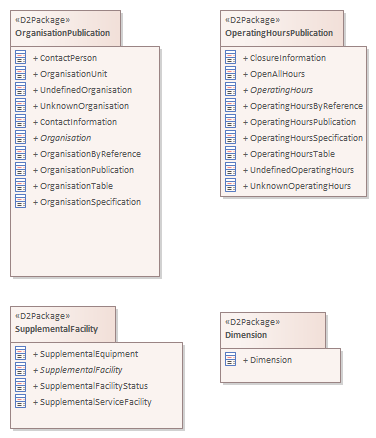 «D2Package»
OrganisationPublication
+ ContactPerson
+ OrganisationUnit
+ UndefinedOrganisation
+ UnknownOrganisation
+ ContactInformation
+ Organisation
+ OrganisationByReference
+ OrganisationPublication
+ OrganisationTable
+ OrganisationSpecification
«D2Package»
OperatingHoursPublication
+ ClosureInformation
+ OpenAllHours
+ OperatingHours
+ OperatingHoursByReference
+ OperatingHoursPublication
+ OperatingHoursSpecification
+ OperatingHoursTable
+ UndefinedOperatingHours
+ UnknownOperatingHours
«D2Package»
SupplementalFacility
+ SupplementalEquipment
+ SupplementalFacility
+ SupplementalFacilityStatus
+ SupplementalServiceFacility
«D2Package»
Dimension
+ Dimension